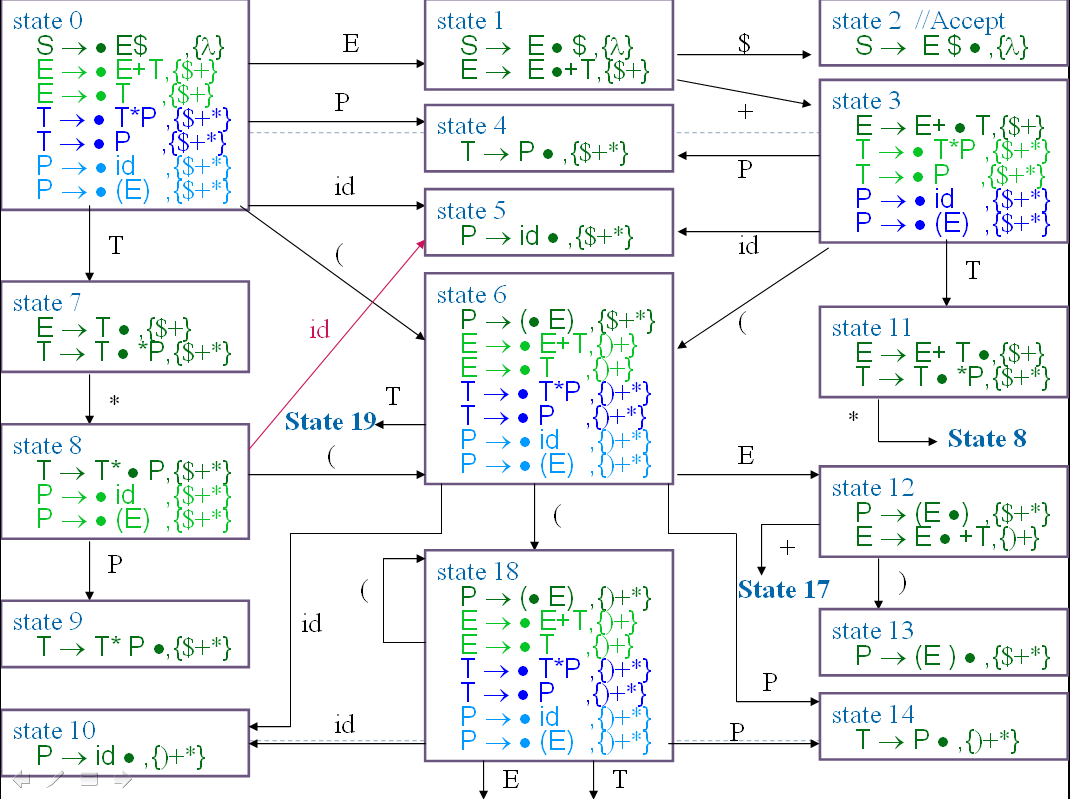 state 0
S → • E$ ,{λ}
E → • E+T,{$+}
E → • T ,{$+}
T → • T*P ,{$+*}
T → • P ,{$+*}
P → • id ,{$+*}
P → • (E) ,{$+*}
E
P
id
(
T
state 1
S → E • $ ,{λ}
E → E •+T,{$+}
$
+
state 2 //Accept
S → E $ • ,{λ}
state 3
E → E+ • T,{$+}
T → • T*P ,{$+*}
T → • P ,{$+*}
P → • id ,{$+*}
P → • (E) ,{$+*}
P
id
(
T
state 4
T → P • ,{$+*}
state 5
P → id • ,{$+*}
state 6
P → (• E) ,{$+*}
E → • E+T,{)+}
E → • T ,{)+}
T → • T*P ,{)+*}
T → • P ,{)+*}
P → • id ,{)+*}
P → • (E) ,{)+*}
T
State 19
E
(
id
P
state 7
E → T • ,{$+}
T → T • *P,{$+*}
*
state 8
T → T* • P,{$+*}
P → • id ,{$+*}
P → • (E) ,{$+*}
id
(
P
state 9
T → T* P •,{$+*}
state 10
P → id • ,{)+*}
state 11
E → E+ T •,{$+}
T → T • *P,{$+*}
*
State 8
state 12
P → (E •) ,{$+*}
E → E • +T,{)+}
+
State 17
)
state 13
P → (E ) • ,{$+*}
state 14
T → P • ,{)+*}
state 18
P → (• E) ,{)+*}
E → • E+T,{)+}
E → • T ,{)+}
T → • T*P ,{)+*}
T → • P ,{)+*}
P → • id ,{)+*}
P → • (E) ,{)+*}
(
id
P
E
T